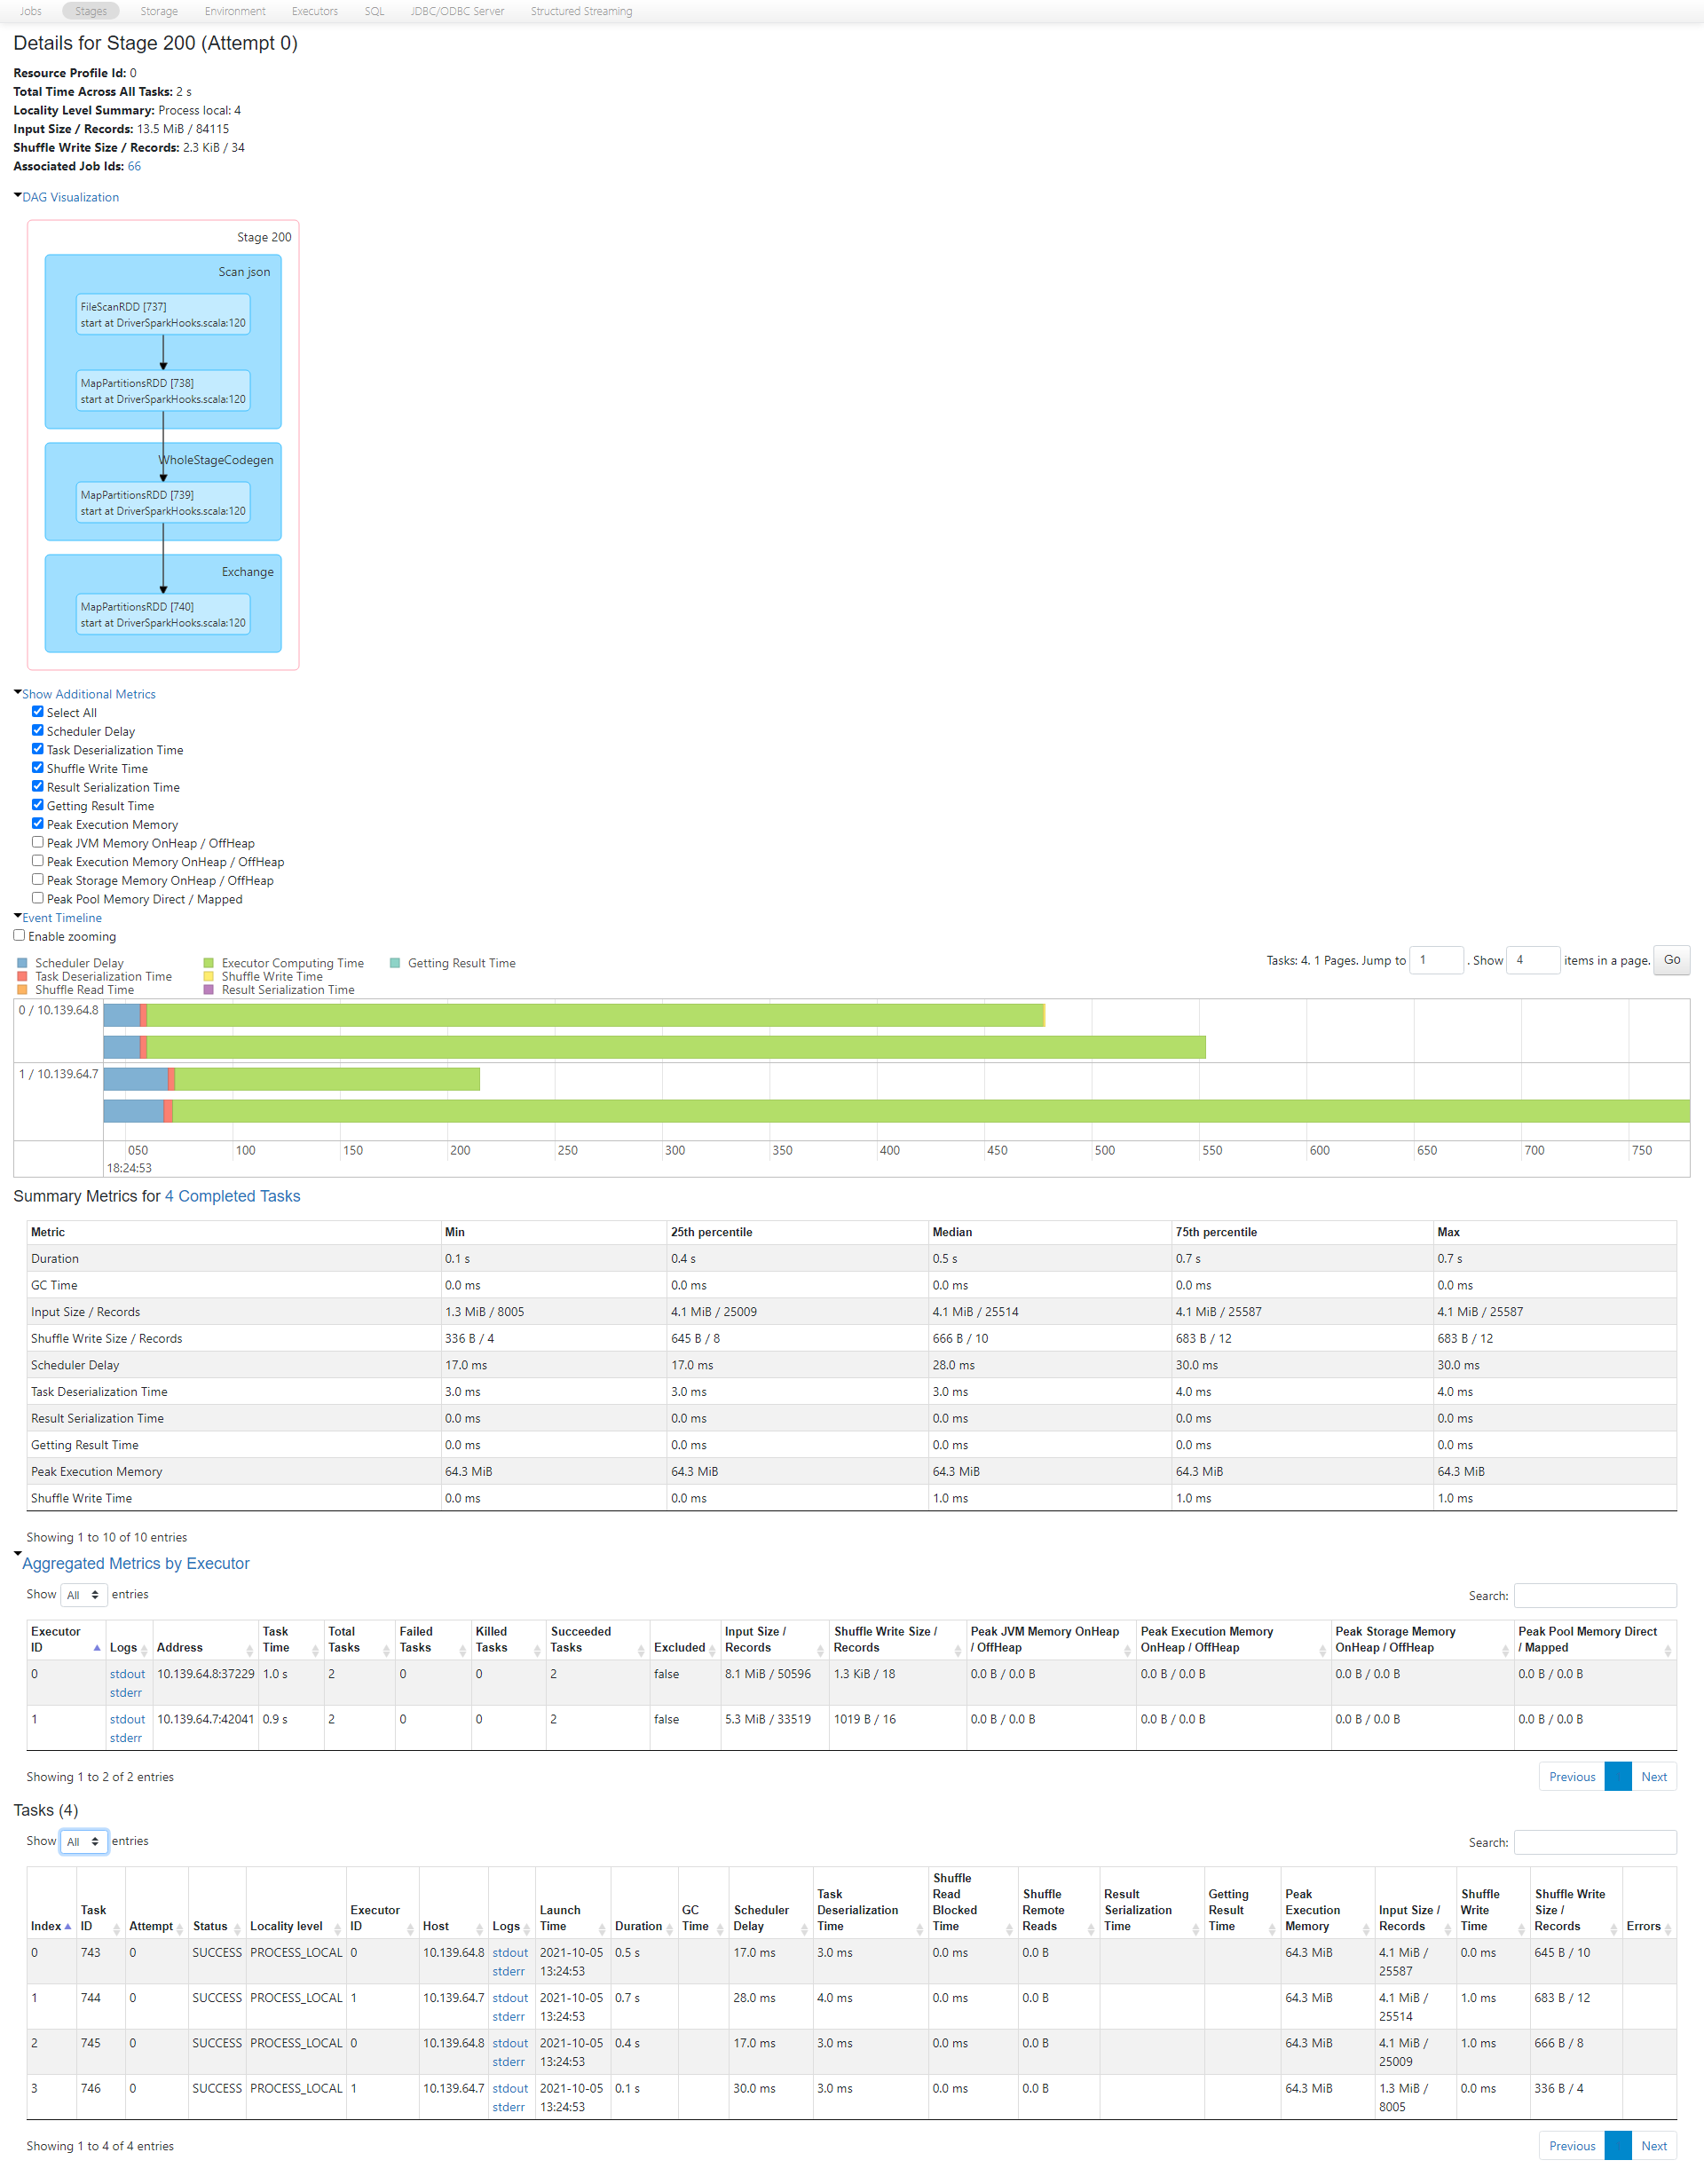 Jobs Stages Storage Environment Executors SQL JDBC/ODBC Server Structured Streaming
Details for Stage 200 (Attempt 0)
Resource Profile Id: 0
Total Time Across All Tasks: 2 s
Locality Level Summary: Process local: 4
Input Size / Records: 13.5 MiB / 84115
Shuffle Write Size / Records: 2.3 KiB / 34
Associated Job Ids: 66
DAG Visualization
Stage 200
Scan json
FileScanRDD [737]
start at DriverSparkHooks.scala:120
MapPartitionsRDD [738]
start at DriverSparkHooks.scala:120
WholeStageCodegen
MapPartitionsRDD [739]
start at DriverSparkHooks.scala:120
Exchange
MapPartitionsRDD [740]
start at DriverSparkHooks.scala:120
Show Additional Metrics
Select All
Scheduler Delay
Task Deserialization Time
Shuffle Write Time
Result Serialization Time
Getting Result Time
Peak Execution Memory
Peak JVM Memory OnHeap / OffHeap
Peak Execution Memory OnHeap / OffHeap
Peak Storage Memory OnHeap / OffHeap
Peak Pool Memory Direct / Mapped
Event Timeline
Enable zooming
Scheduler Delay Executor Computing Time Getting Result Time
Task Deserialization Time Shuffle Write Time
Shuffle Read Time Result Serialization Time
Tasks: 4. 1 Pages. Jump to 1 . Show 4 items in a page. Go
0 / 10.139.64.8
1 / 10.139.64.7
050 100 150 200 250 300 350 400 450 500 550 600 650 700 750
18:24:53
Summary Metrics for 4 Completed Tasks
Metric Min 25th percentile Median 75th percentile Max
Duration 0.1 s 0.4 s 0.5 s 0.7 s 0.7 s
GC Time 0.0 ms 0.0 ms 0.0 ms 0.0 ms 0.0 ms
Input Size / Records 1.3 MiB / 8005 4.1 MiB / 25009 4.1 MiB / 25514 4.1 MiB / 25587 4.1 MiB / 25587
Shuffle Write Size / Records 336 B / 4 645 B / 8 666 B / 10 683 B / 12 683 B / 12
Scheduler Delay 17.0 ms 17.0 ms 28.0 ms 30.0 ms 30.0 ms
Task Deserialization Time 3.0 ms 3.0 ms 3.0 ms 4.0 ms 4.0 ms
Result Serialization Time 0.0 ms 0.0 ms 0.0 ms 0.0 ms 0.0 ms
Getting Result Time 0.0 ms 0.0 ms 0.0 ms 0.0 ms 0.0 ms
Peak Execution Memory 64.3 MiB 64.3 MiB 64.3 MiB 64.3 MiB 64.3 MiB
Shuffle Write Time 0.0 ms 0.0 ms 1.0 ms 1.0 ms 1.0 ms
Showing 1 to 10 of 10 entries
Aggregated Metrics by Executor
Show All entries Search:
Executor ID Logs Address Task Time Total Tasks Failed Tasks Killed Tasks Succeeded Tasks Excluded Input Size / Records Shuffle Write Size / Records Peak JVM Memory OnHeap / OffHeap Peak Execution Memory OnHeap / OffHeap Peak Storage Memory OnHeap / OffHeap Peak Pool Memory Direct / Mapped
0 stdout 10.139.64.8:37229 1.0 s 2 0 0 2 false 8.1 MiB / 50596 1.3 KiB / 18 0.0 B / 0.0 B 0.0 B / 0.0 B 0.0 B / 0.0 B 0.0 B / 0.0 B
stderr
1 stdout 10.139.64.7:42041 0.9 s 2 0 0 2 false 5.3 MiB / 33519 1019 B / 16 0.0 B / 0.0 B 0.0 B / 0.0 B 0.0 B / 0.0 B 0.0 B / 0.0 B
stderr
Showing 1 to 2 of 2 entries Previous Next
Tasks (4)
Show All entries Search:
Index Task ID Attempt Status Locality level Executor ID Host Logs Launch Time Duration GC Time Scheduler Delay Task Deserialization Time Shuffle Read Blocked Time Shuffle Remote Reads Result Serialization Time Getting Result Time Peak Execution Memory Input Size / Records Shuffle Write Time Shuffle Write Size / Records Errors
0 743 0 SUCCESS PROCESS_LOCAL 0 10.139.64.8 stdout 2021-10-05 0.5 s 17.0 ms 3.0 ms 0.0 ms 0.0 B 64.3 MiB 4.1 MiB / 0.0 ms 645 B / 10
stderr 13:24:53 25587
1 744 0 SUCCESS PROCESS_LOCAL 1 10.139.64.7 stdout 2021-10-05 0.7 s 28.0 ms 4.0 ms 0.0 ms 0.0 B 64.3 MiB 4.1 MiB / 1.0 ms 683 B / 12
stderr 13:24:53 25514
2 745 0 SUCCESS PROCESS_LOCAL 0 10.139.64.8 stdout 2021-10-05 0.4 s 17.0 ms 3.0 ms 0.0 ms 0.0 B 64.3 MiB 4.1 MiB / 1.0 ms 666 B / 8
stderr 13:24:53 25009
3 746 0 SUCCESS PROCESS_LOCAL 1 10.139.64.7 stdout 2021-10-05 0.1 s 30.0 ms 3.0 ms 0.0 ms 0.0 B 64.3 MiB 1.3 MiB / 0.0 ms 336 B / 4
stderr 13:24:53 8005
Showing 1 to 4 of 4 entries Previous Next